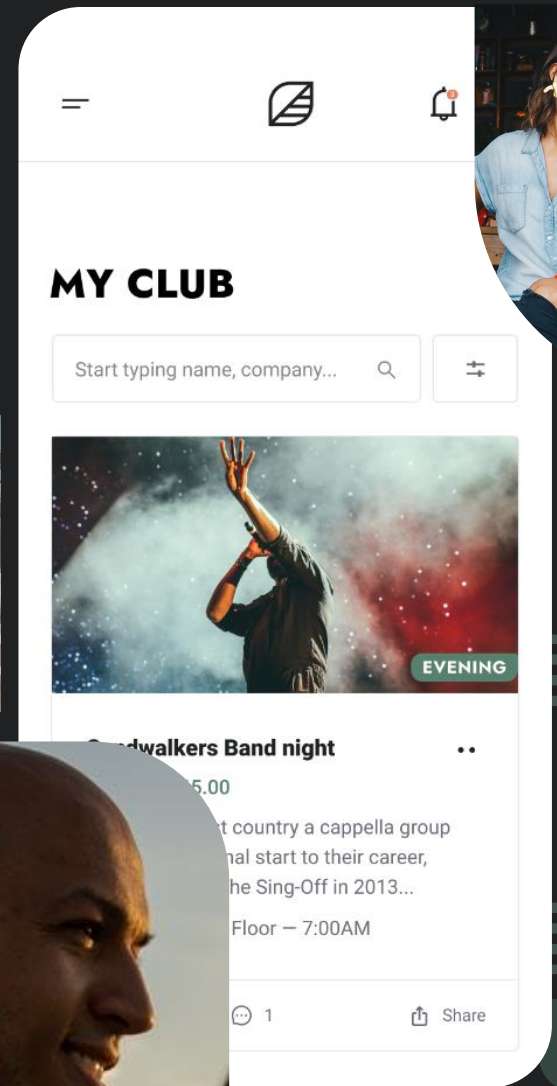 3
MY CLUB
Start typing name, company...
EVENING
Band night
5.00
country a cappella group
start to their career,
Sing-Off in 2013...
Floor — 7:00AM
1
Share